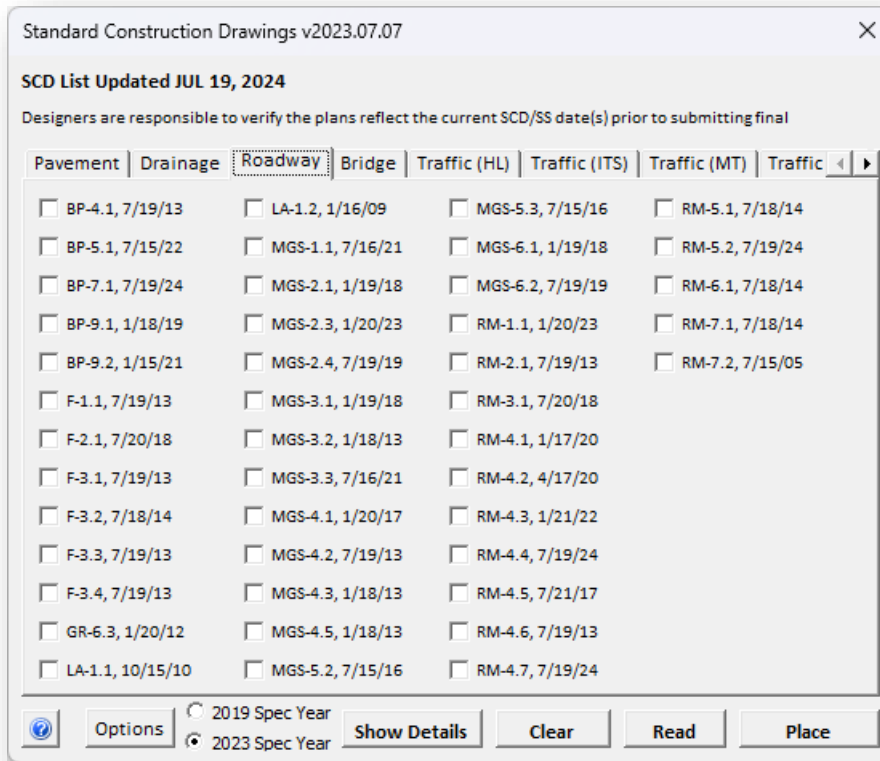 Standard Construction Drawings v2023.07.07
SCD List Updated JUL 19, 2024
Designers are responsible to verify the plans reflect the current SCD/SS date(s) prior to submitting final
Pavement Drainage Roadway Bridge Traffic (HL) Traffic (ITS) Traffic (MT) Traffic
BP-4.1, 7/19/13 LA-1.2, 1/16/09 MGS-5.3, 7/15/16 RM-5.1, 7/18/14
BP-5.1, 7/15/22 MGS-1.1, 7/16/21 MGS-6.1, 1/19/18 RM-5.2, 7/19/24
BP-7.1, 7/19/24 MGS-2.1, 1/19/18 MGS-6.2, 7/19/19 RM-6.1, 7/18/14
BP-9.1, 1/18/19 MGS-2.3, 1/20/23 RM-1.1, 1/20/23 RM-7.1, 7/18/14
BP-9.2, 1/15/21 MGS-2.4, 7/19/19 RM-2.1, 7/19/13 RM-7.2, 7/15/05
F-1.1, 7/19/13 MGS-3.1, 1/19/18 RM-3.1, 7/20/18
F-2.1, 7/20/18 MGS-3.2, 1/18/13 RM-4.1, 1/17/20
F-3.1, 7/19/13 MGS-3.3, 7/16/21 RM-4.2, 4/17/20
F-3.2, 7/18/14 MGS-4.1, 1/20/17 RM-4.3, 1/21/22
F-3.3, 7/19/13 MGS-4.2, 7/19/13 RM-4.4, 7/19/24
F-3.4, 7/19/13 MGS-4.3, 1/18/13 RM-4.5, 7/21/17
GR-6.3, 1/20/12 MGS-4.5, 1/18/13 RM-4.6, 7/19/13
LA-1.1, 10/15/10 MGS-5.2, 7/15/16 RM-4.7, 7/19/24
2019 Spec Year
? Options Show Details Clear Read Place
2023 Spec Year